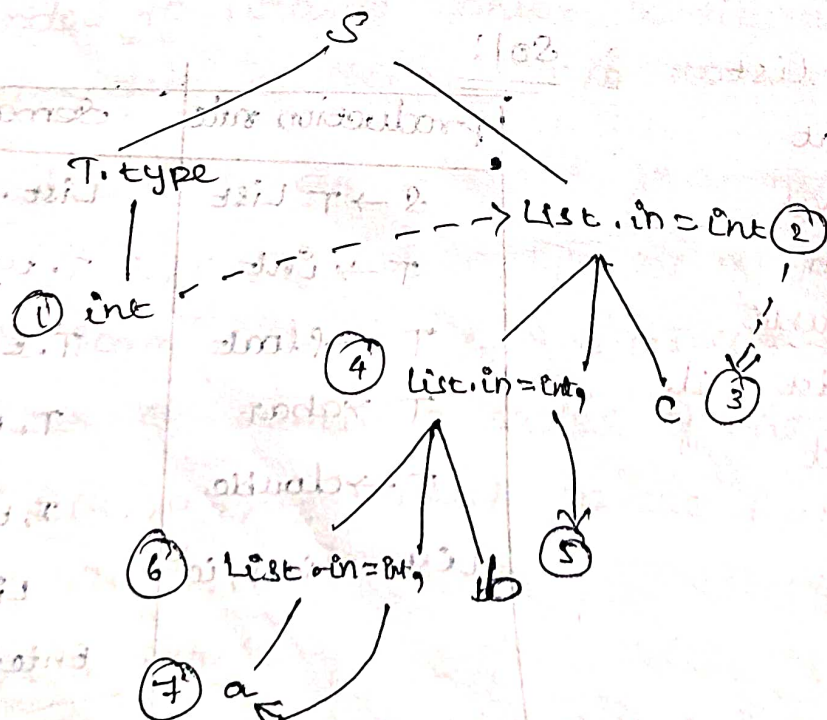 S
T.type
List.in = int ②
① int
④ List.in = int,
c ③
⑥ List.in = int, b ⑤
⑦ a